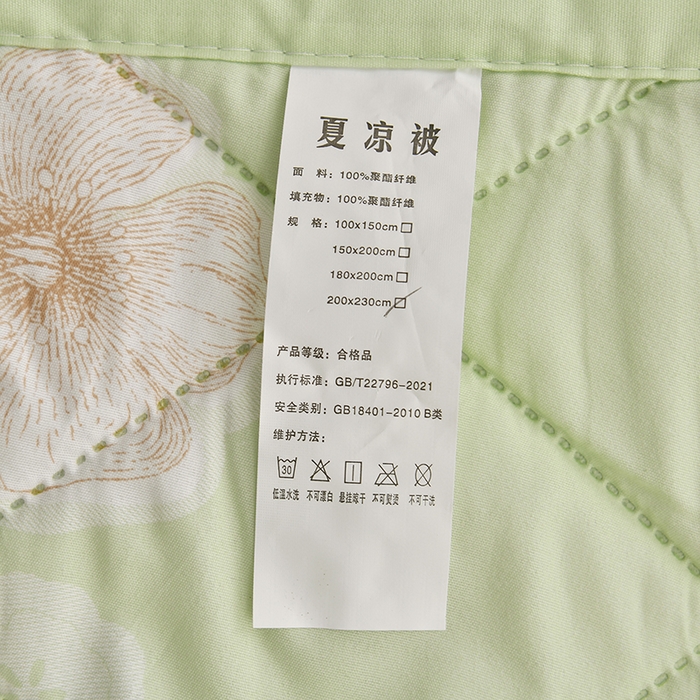 夏凉被
面 料：100%聚酯纤维
填充物：100%聚酯纤维
规 格：100x150cm
150x200cm
180x200cm
200x230cm
产品等级：合格品
执行标准：GB/T22796-2021
安全类别：GB18401-2010 B类
维护方法：
30
低温水洗 不可漂白 悬挂晾干 不可熨烫 不可干洗